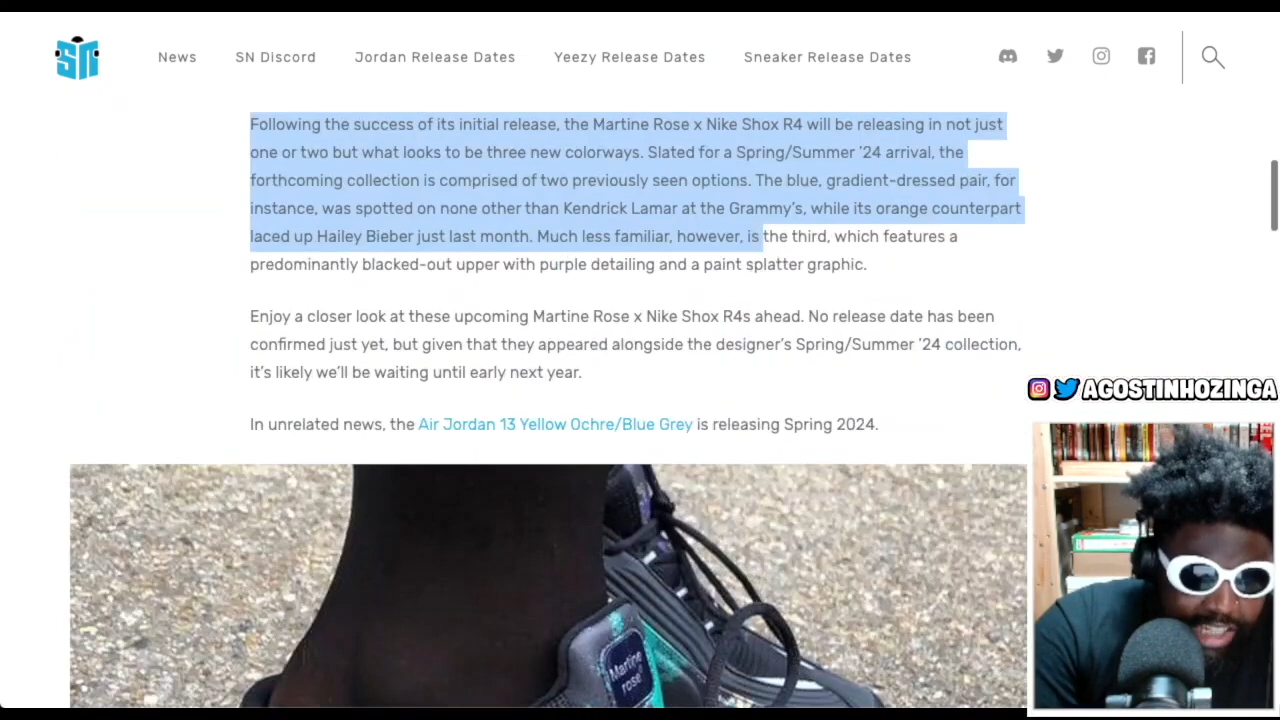 SN
News
SN Discord
Jordan Release Dates
Yeezy Release Dates
Sneaker Release Dates
Following the success of its initial release, the Martine Rose x Nike Shox R4 will be releasing in not just
one or two but what looks to be three new colorways. Slated for a Spring/Summer ’24 arrival, the
forthcoming collection is comprised of two previously seen options. The blue, gradient-dressed pair, for
instance, was spotted on none other than Kendrick Lamar at the Grammy’s, while its orange counterpart
laced up Hailey Bieber just last month. Much less familiar, however, is the third, which features a
predominantly blacked-out upper with purple detailing and a paint splatter graphic.
Enjoy a closer look at these upcoming Martine Rose x Nike Shox R4s ahead. No release date has been
confirmed just yet, but given that they appeared alongside the designer’s Spring/Summer ’24 collection,
it’s likely we’ll be waiting until early next year.
In unrelated news, the Air Jordan 13 Yellow Ochre/Blue Grey is releasing Spring 2024.
AGOSTINHOZINGA
Martine
rose